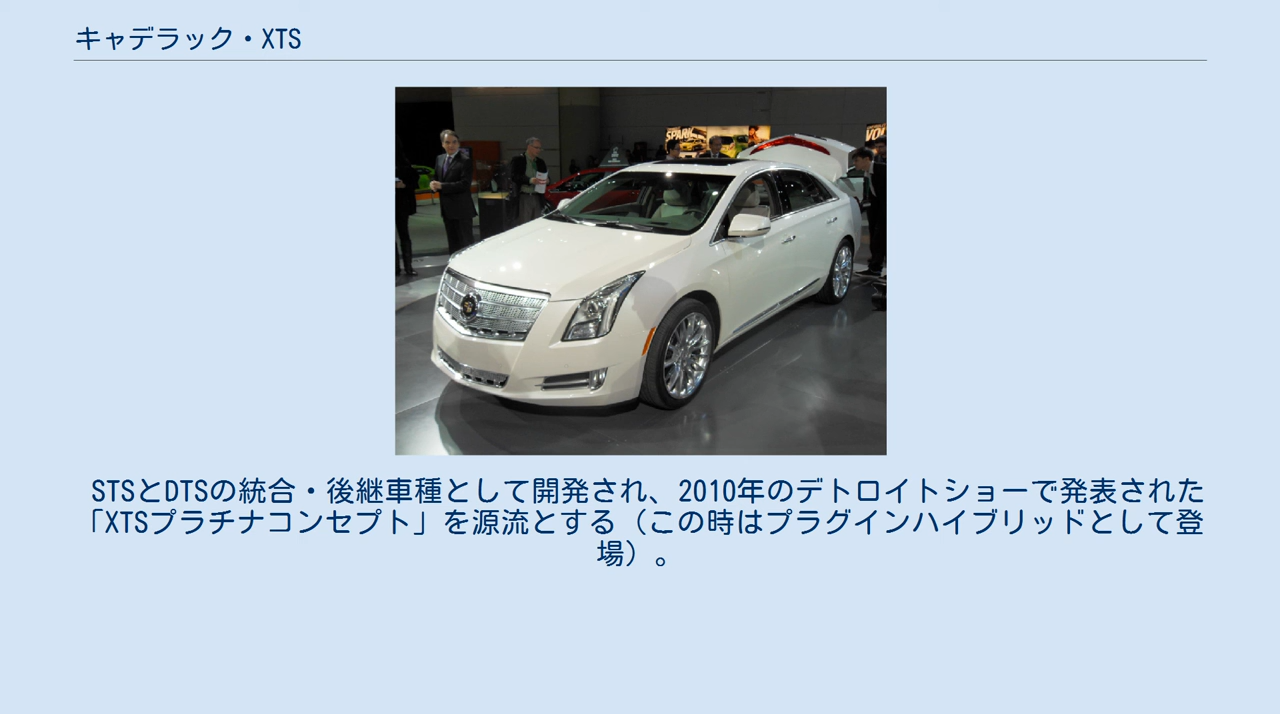 キャデラック・XTS
SPARK
VOL
STSとDTSの統合・後継車種として開発され、2010年のデトロイトショーで発表された
「XTSプラチナコンセプト」を源流とする（この時はプラグインハイブリッドとして登
場）。